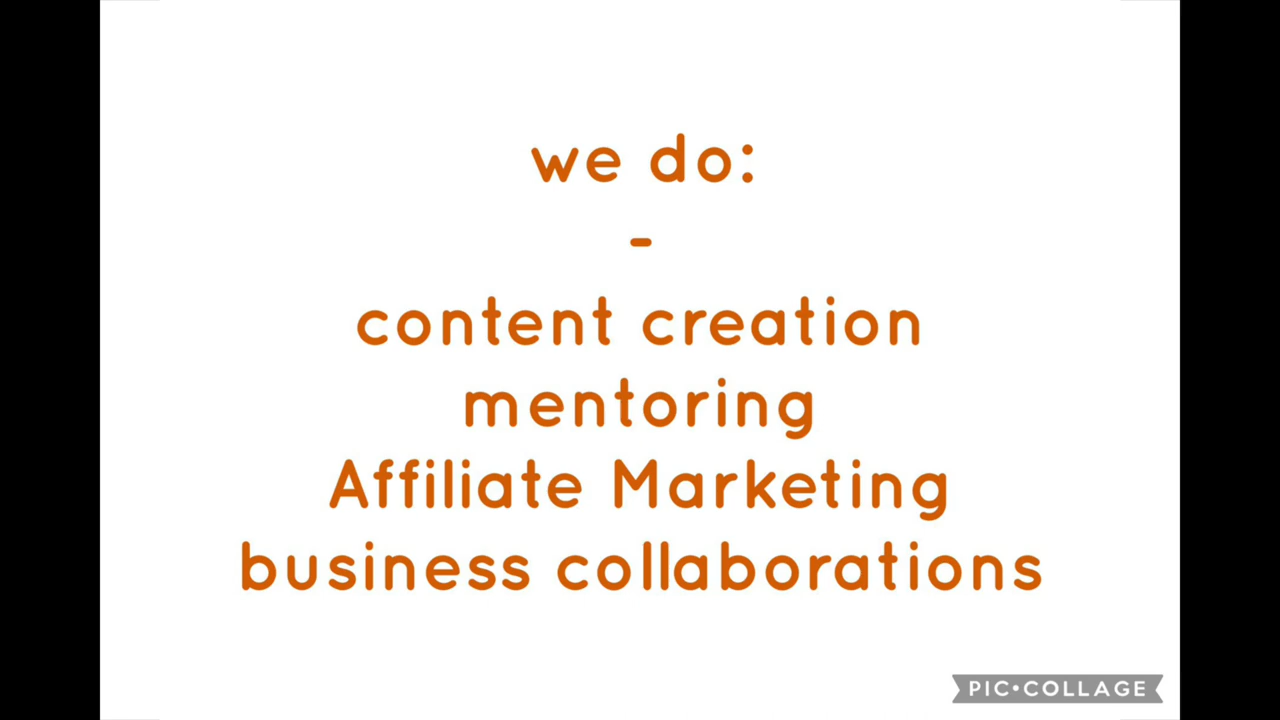 we do:
-
content creation
mentoring
Affiliate Marketing
business collaborations
PIC•COLLAGE